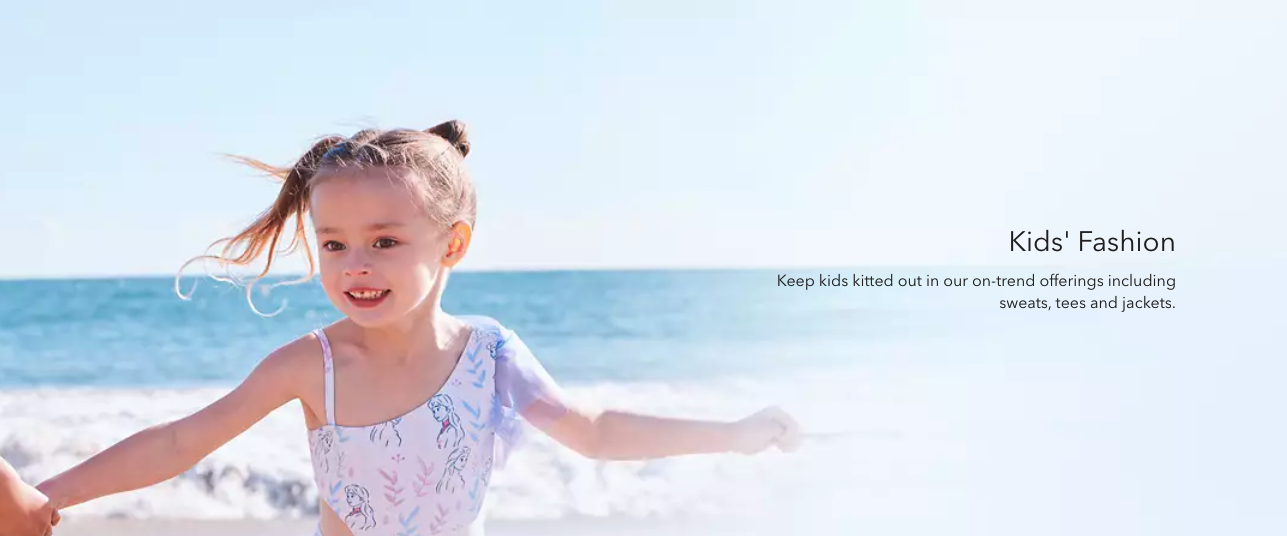 Kids' Fashion
Keep kids kitted out in our on-trend offerings including
sweats, tees and jackets.